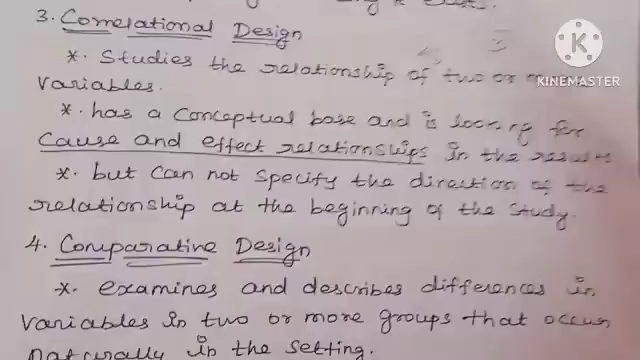 exists.
3. Correlational Design
*. Studies the relationship of two or
Variables.
K
KINEMASTER
*. has a conceptual base and is looking for
Cause and effect relationships in the results
*. but can not specify the direction of the
relationship at the beginning of the study.
4. Comparative Design
*. examines and describes differences in
Variables in two or more groups that occur
naturally in the setting.